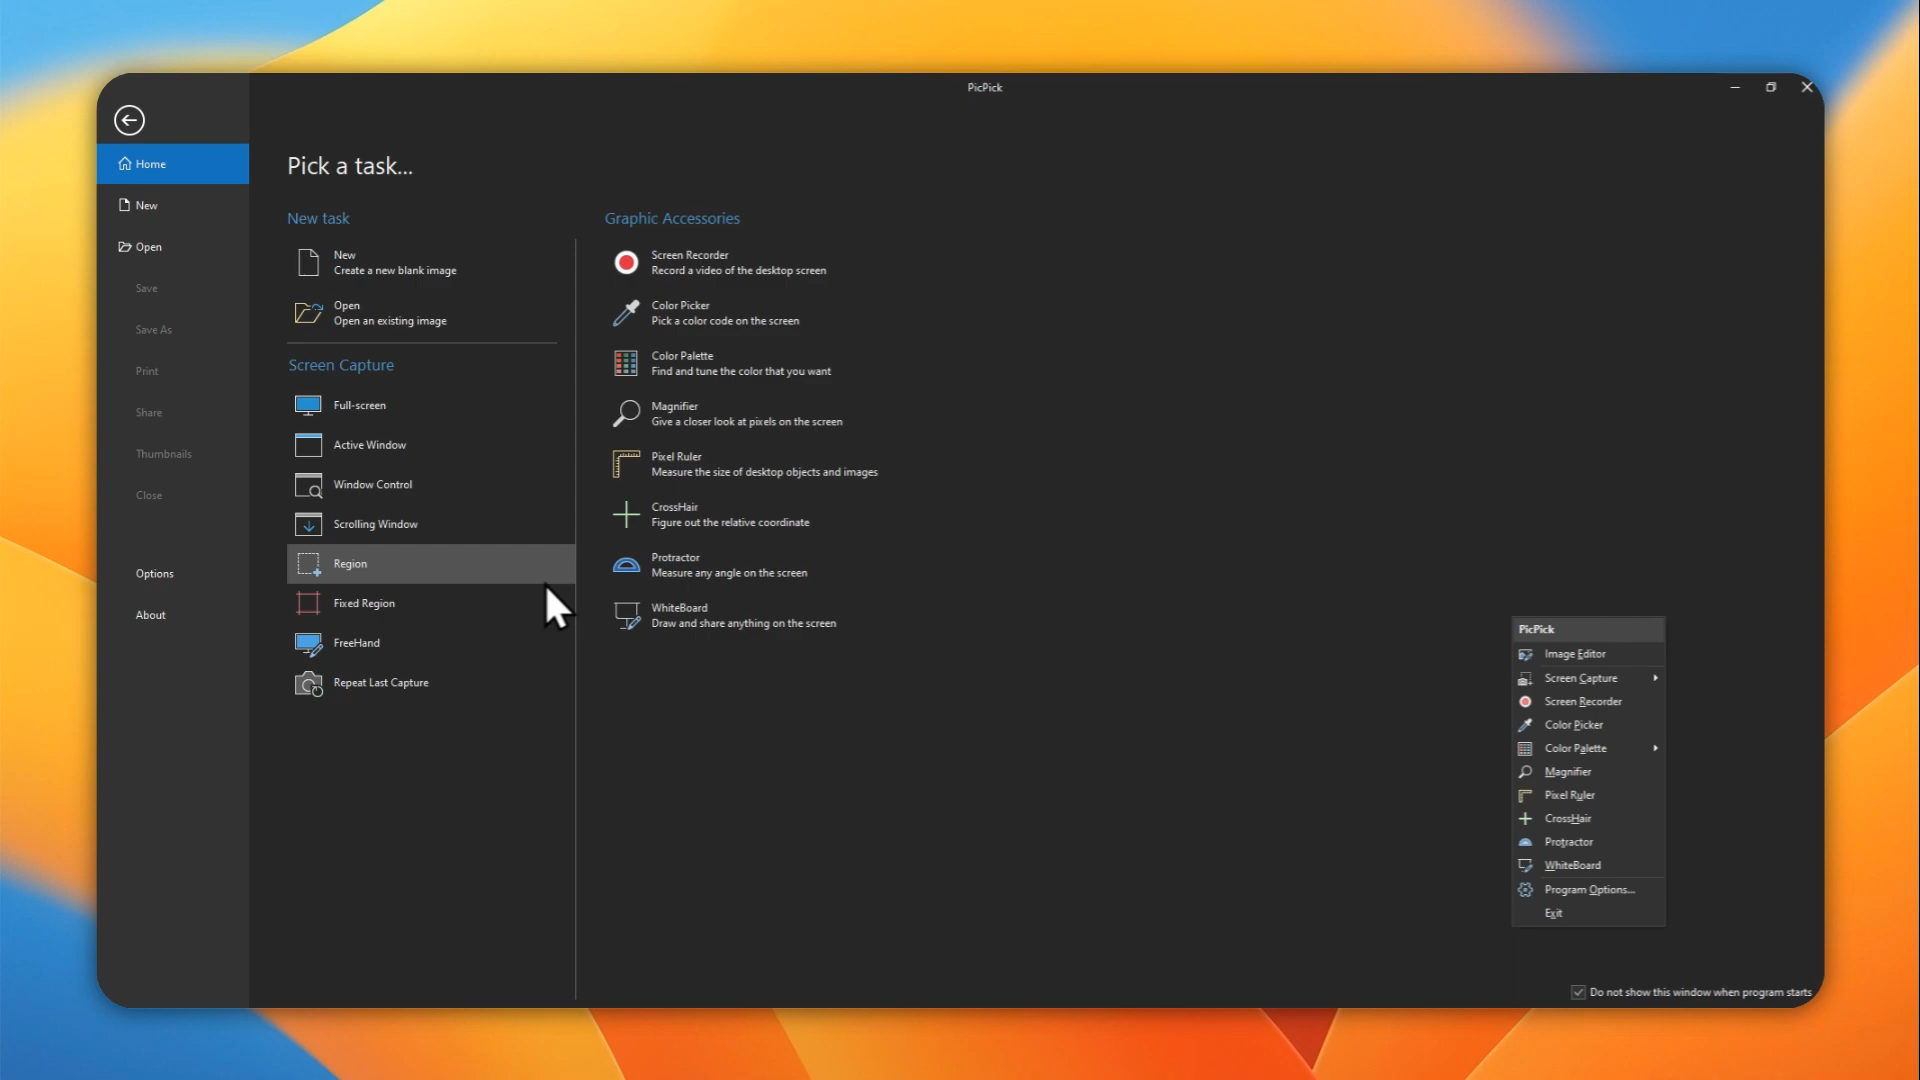 PicPick
Home
New
Open
Save
Save As
Print
Share
Thumbnails
Close
Options
About
Pick a task...
New task
New
Create a new blank image
Open
Open an existing image
Screen Capture
Full-screen
Active Window
Window Control
Scrolling Window
Region
Fixed Region
FreeHand
Repeat Last Capture
Graphic Accessories
Screen Recorder
Record a video of the desktop screen
Color Picker
Pick a color code on the screen
Color Palette
Find and tune the color that you want
Magnifier
Give a closer look at pixels on the screen
Pixel Ruler
Measure the size of desktop objects and images
CrossHair
Figure out the relative coordinate
Protractor
Measure any angle on the screen
WhiteBoard
Draw and share anything on the screen
PicPick
Image Editor
Screen Capture
Screen Recorder
Color Picker
Color Palette
Magnifier
Pixel Ruler
CrossHair
Protractor
WhiteBoard
Program Options...
Exit
Do not show this window when program starts